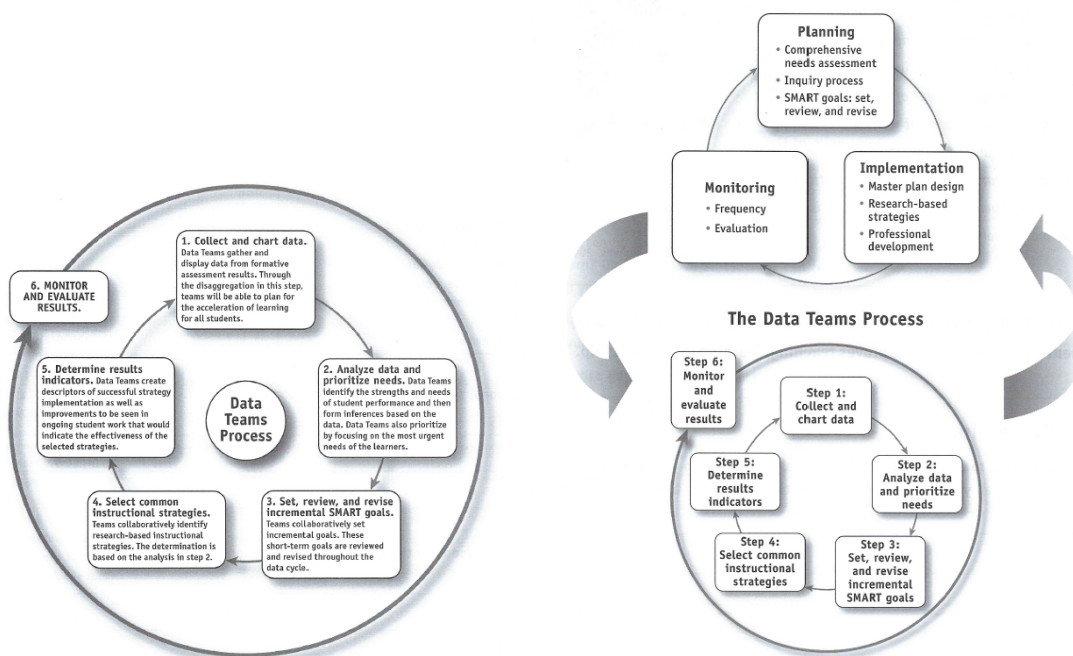 1. Collect and chart data.
Data Teams gather and
display data from formative
assessment results. Through
the disaggregation in this step,
teams will be able to plan for
the acceleration of learning
for all students.
6. MONITOR
AND EVALUATE
RESULTS.
5. Determine results
indicators. Data Teams create
descriptors of successful strategy
implementation as well as
improvements to be seen in
ongoing student work that would
indicate the effectiveness of the
selected strategies.
2. Analyze data and
prioritize needs. Data Teams
identify the strengths and needs
of student performance and then
form inferences based on the
data. Data Teams also prioritize
by focusing on the most urgent
needs of the learners.
Data
Teams
Process
4. Select common
instructional strategies.
Teams collaboratively identify
research-based instructional
strategies. The determination is
based on the analysis in step 2.
3. Set, review, and revise
incremental SMART goals.
Teams collaboratively set
incremental goals. These
short-term goals are reviewed
and revised throughout the
data cycle.
Planning
• Comprehensive
needs assessment
• Inquiry process
• SMART goals: set,
review, and revise
Monitoring
• Frequency
• Evaluation
Implementation
• Master plan design
• Research-based
strategies
• Professional
development
The Data Teams Process
Step 6:
Monitor
and
evaluate
results
Step 1:
Collect and
chart data
Step 5:
Determine
results
indicators
Step 2:
Analyze data
and prioritize
needs
Step 4:
Select common
instructional
strategies
Step 3:
Set, review,
and revise
incremental
SMART goals